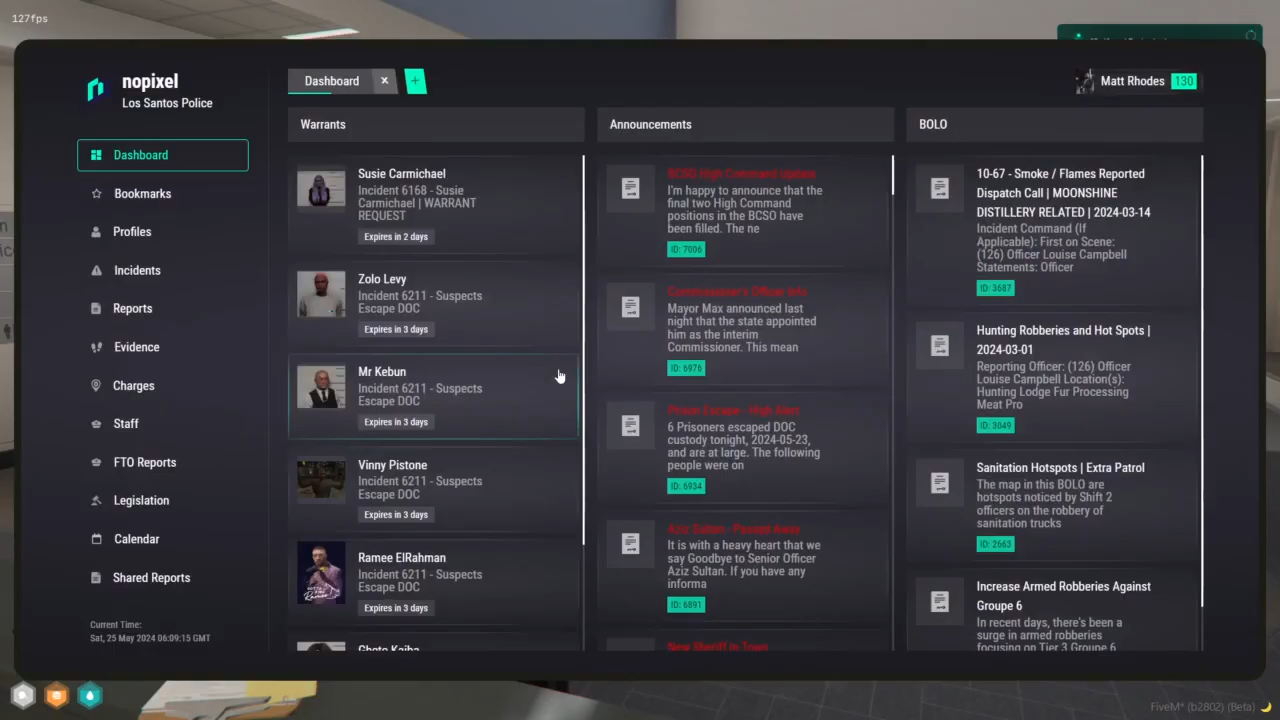 127fps
nopixel
Los Santos Police
Dashboard
Matt Rhodes 130
Dashboard
Bookmarks
Profiles
Incidents
Reports
Evidence
Charges
Staff
FTO Reports
Legislation
Calendar
Shared Reports
Current Time:
Sat, 25 May 2024 06:09:15 GMT
Warrants
Susie Carmichael
Incident 6168 - Susie
Carmichael | WARRANT
REQUEST
Expires in 2 days
Zolo Levy
Incident 6211 - Suspects
Escape DOC
Expires in 3 days
Mr Kebun
Incident 6211 - Suspects
Escape DOC
Expires in 3 days
Vinny Pistone
Incident 6211 - Suspects
Escape DOC
Expires in 3 days
Ramee ElRahman
Incident 6211 - Suspects
Escape DOC
Expires in 3 days
Announcements
BCSO High Command Update
I'm happy to announce that the
final two High Command
positions in the BCSO have
been filled. The ne
ID: 7006
Commissioner's Officer Info
Mayor Max announced last
night that the state appointed
him as the interim
Commissioner. This mean
ID: 6976
Prison Escape - High Alert
6 Prisoners escaped DOC
custody tonight, 2024-05-23,
and are at large. The following
people were on
ID: 6934
Aziz Sultan - Passed Away
It is with a heavy heart that we
say Goodbye to Senior Officer
Aziz Sultan. If you have any
informa
ID: 6891
New Sheriff In Town
BOLO
10-67 - Smoke / Flames Reported
Dispatch Call | MOONSHINE
DISTILLERY RELATED | 2024-03-14
Incident Command (If
Applicable): First on Scene:
(126) Officer Louise Campbell
Statements: Officer
ID: 3687
Hunting Robberies and Hot Spots |
2024-03-01
Reporting Officer: (126) Officer
Louise Campbell Location(s):
Hunting Lodge Fur Processing
Meat Pro
ID: 3049
Sanitation Hotspots | Extra Patrol
The map in this BOLO are
hotspots noticed by Shift 2
officers on the robbery of
sanitation trucks
ID: 2663
Increase Armed Robberies Against
Groupe 6
In recent days, there's been a
surge in armed robberies
focusing on Tier 3 Groupe 6
FiveM* (b2802) (Beta)